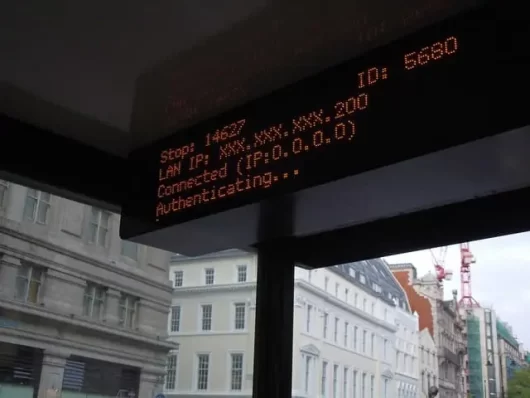 Stop: 14627 ID: 5680
LAN IP: XXX.XXX.XXX.200
Connected (IP:0.0.0.0)
Authenticating...